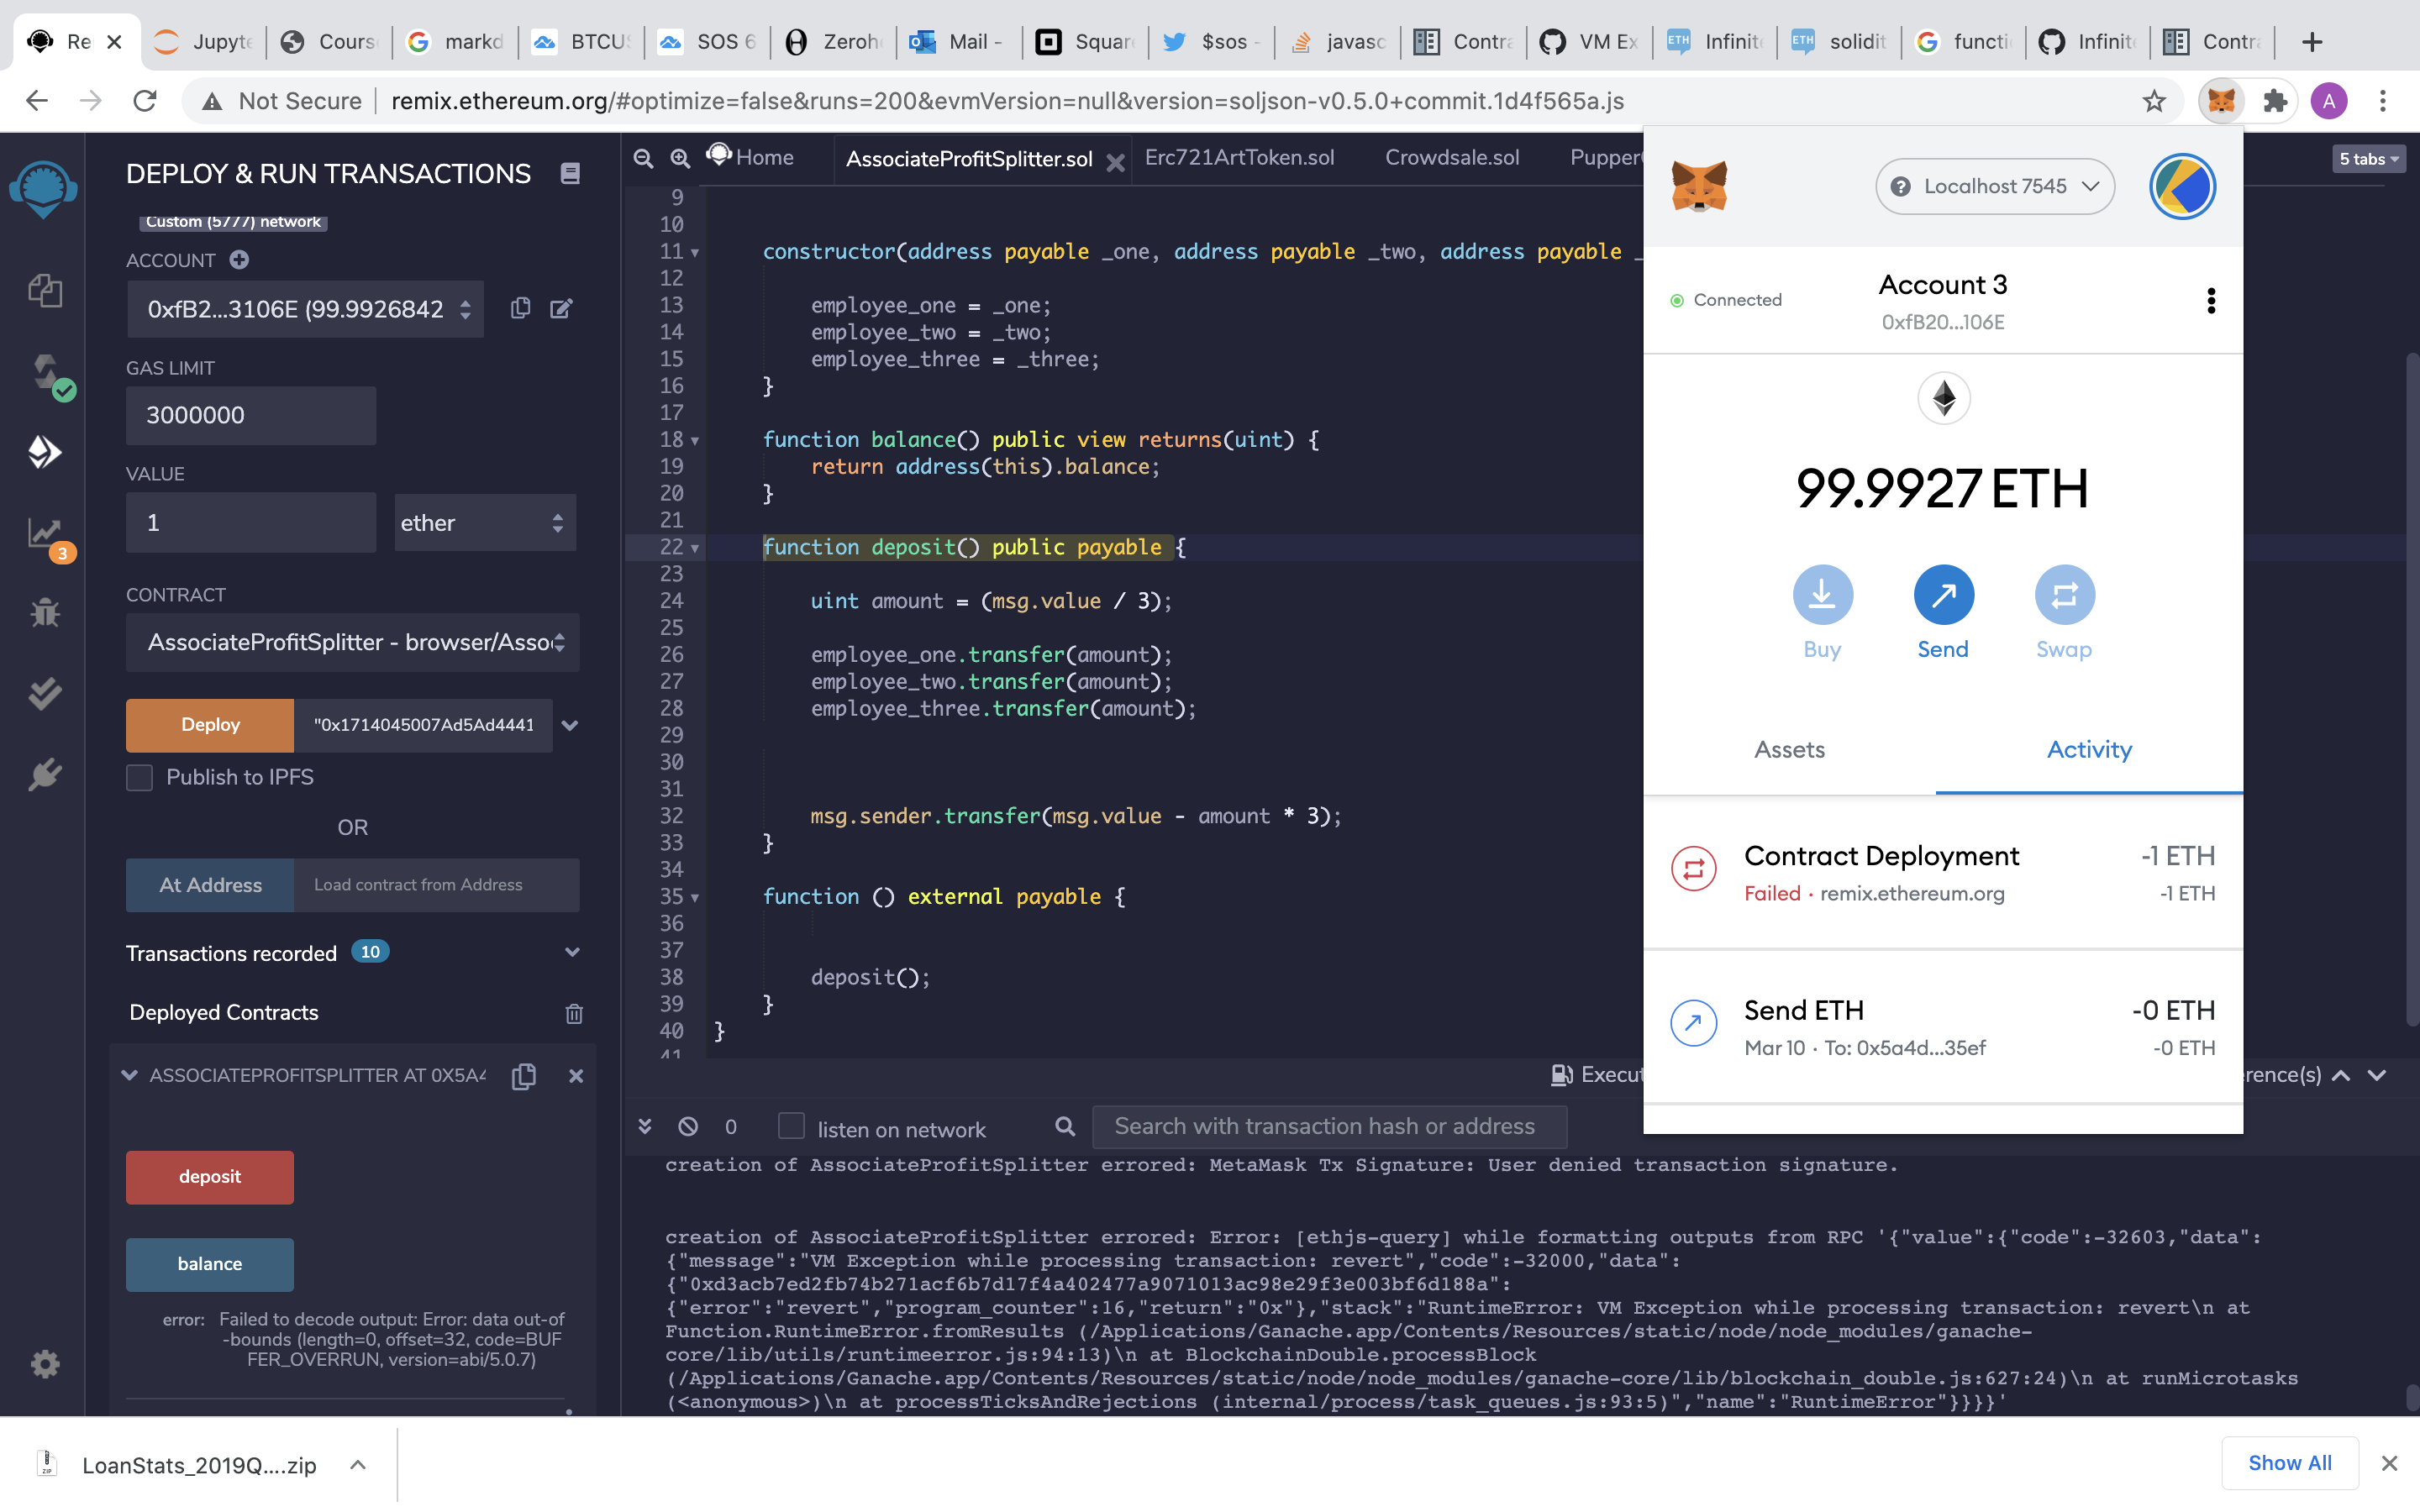 Re
Jupyte
Cours
markd
BTCUS
SOS 6
Zeroh
Mail -
Squar
$sos -
javasc
Contra
VM Ex
Infinit
solidit
functi
Infinit
Contra
Not Secure
remix.ethereum.org/#optimize=false&runs=200&evmVersion=null&version=soljson-v0.5.0+commit.1d4f565a.js
A
DEPLOY & RUN TRANSACTIONS
Custom (5777) network
ACCOUNT
0xfB2...3106E (99.9926842
GAS LIMIT
3000000
VALUE
1
ether
CONTRACT
AssociateProfitSplitter - browser/Assoc
Deploy
"0x1714045007Ad5Ad4441
Publish to IPFS
OR
At Address
Load contract from Address
Transactions recorded 10
Deployed Contracts
ASSOCIATEPROFITSPLITTER AT 0X5A4
deposit
balance
error: Failed to decode output: Error: data out-of
-bounds (length=0, offset=32, code=BUF
FER_OVERRUN, version=abi/5.0.7)
3
Home
AssociateProfitSplitter.sol
Erc721ArtToken.sol
Crowdsale.sol
Pupper
5 tabs
9
10
11 constructor(address payable _one, address payable _two, address payable _
12
13 employee_one = _one;
14 employee_two = _two;
15 employee_three = _three;
16 }
17
18 function balance() public view returns(uint) {
19 return address(this).balance;
20 }
21
22 function deposit() public payable {
23
24 uint amount = (msg.value / 3);
25
26 employee_one.transfer(amount);
27 employee_two.transfer(amount);
28 employee_three.transfer(amount);
29
30
31
32 msg.sender.transfer(msg.value - amount * 3);
33 }
34
35 function () external payable {
36
37
38 deposit();
39 }
40 }
41
Execut
rence(s)
0
listen on network
Search with transaction hash or address
creation of AssociateProfitSplitter errored: MetaMask Tx Signature: User denied transaction signature.
creation of AssociateProfitSplitter errored: Error: [ethjs-query] while formatting outputs from RPC '{"value":{"code":-32603,"data":
{"message":"VM Exception while processing transaction: revert","code":-32000,"data":
{"0xd3acb7ed2fb74b271acf6b7d17f4a402477a9071013ac98e29f3e003bf6d188a":
{"error":"revert","program_counter":16,"return":"0x"},"stack":"RuntimeError: VM Exception while processing transaction: revert\n at
Function.RuntimeError.fromResults (/Applications/Ganache.app/Contents/Resources/static/node/node_modules/ganache-
core/lib/utils/runtimeerror.js:94:13)\n at BlockchainDouble.processBlock
(/Applications/Ganache.app/Contents/Resources/static/node/node_modules/ganache-core/lib/blockchain_double.js:627:24)\n at runMicrotasks
(<anonymous>)\n at processTicksAndRejections (internal/process/task_queues.js:93:5)","name":"RuntimeError"}}}}'
Localhost 7545
Connected
Account 3
0xfB20...106E
99.9927 ETH
Buy
Send
Swap
Assets
Activity
Contract Deployment
-1 ETH
Failed · remix.ethereum.org
-1 ETH
Send ETH
-0 ETH
Mar 10 · To: 0x5a4d...35ef
-0 ETH
LoanStats_2019Q....zip
Show All